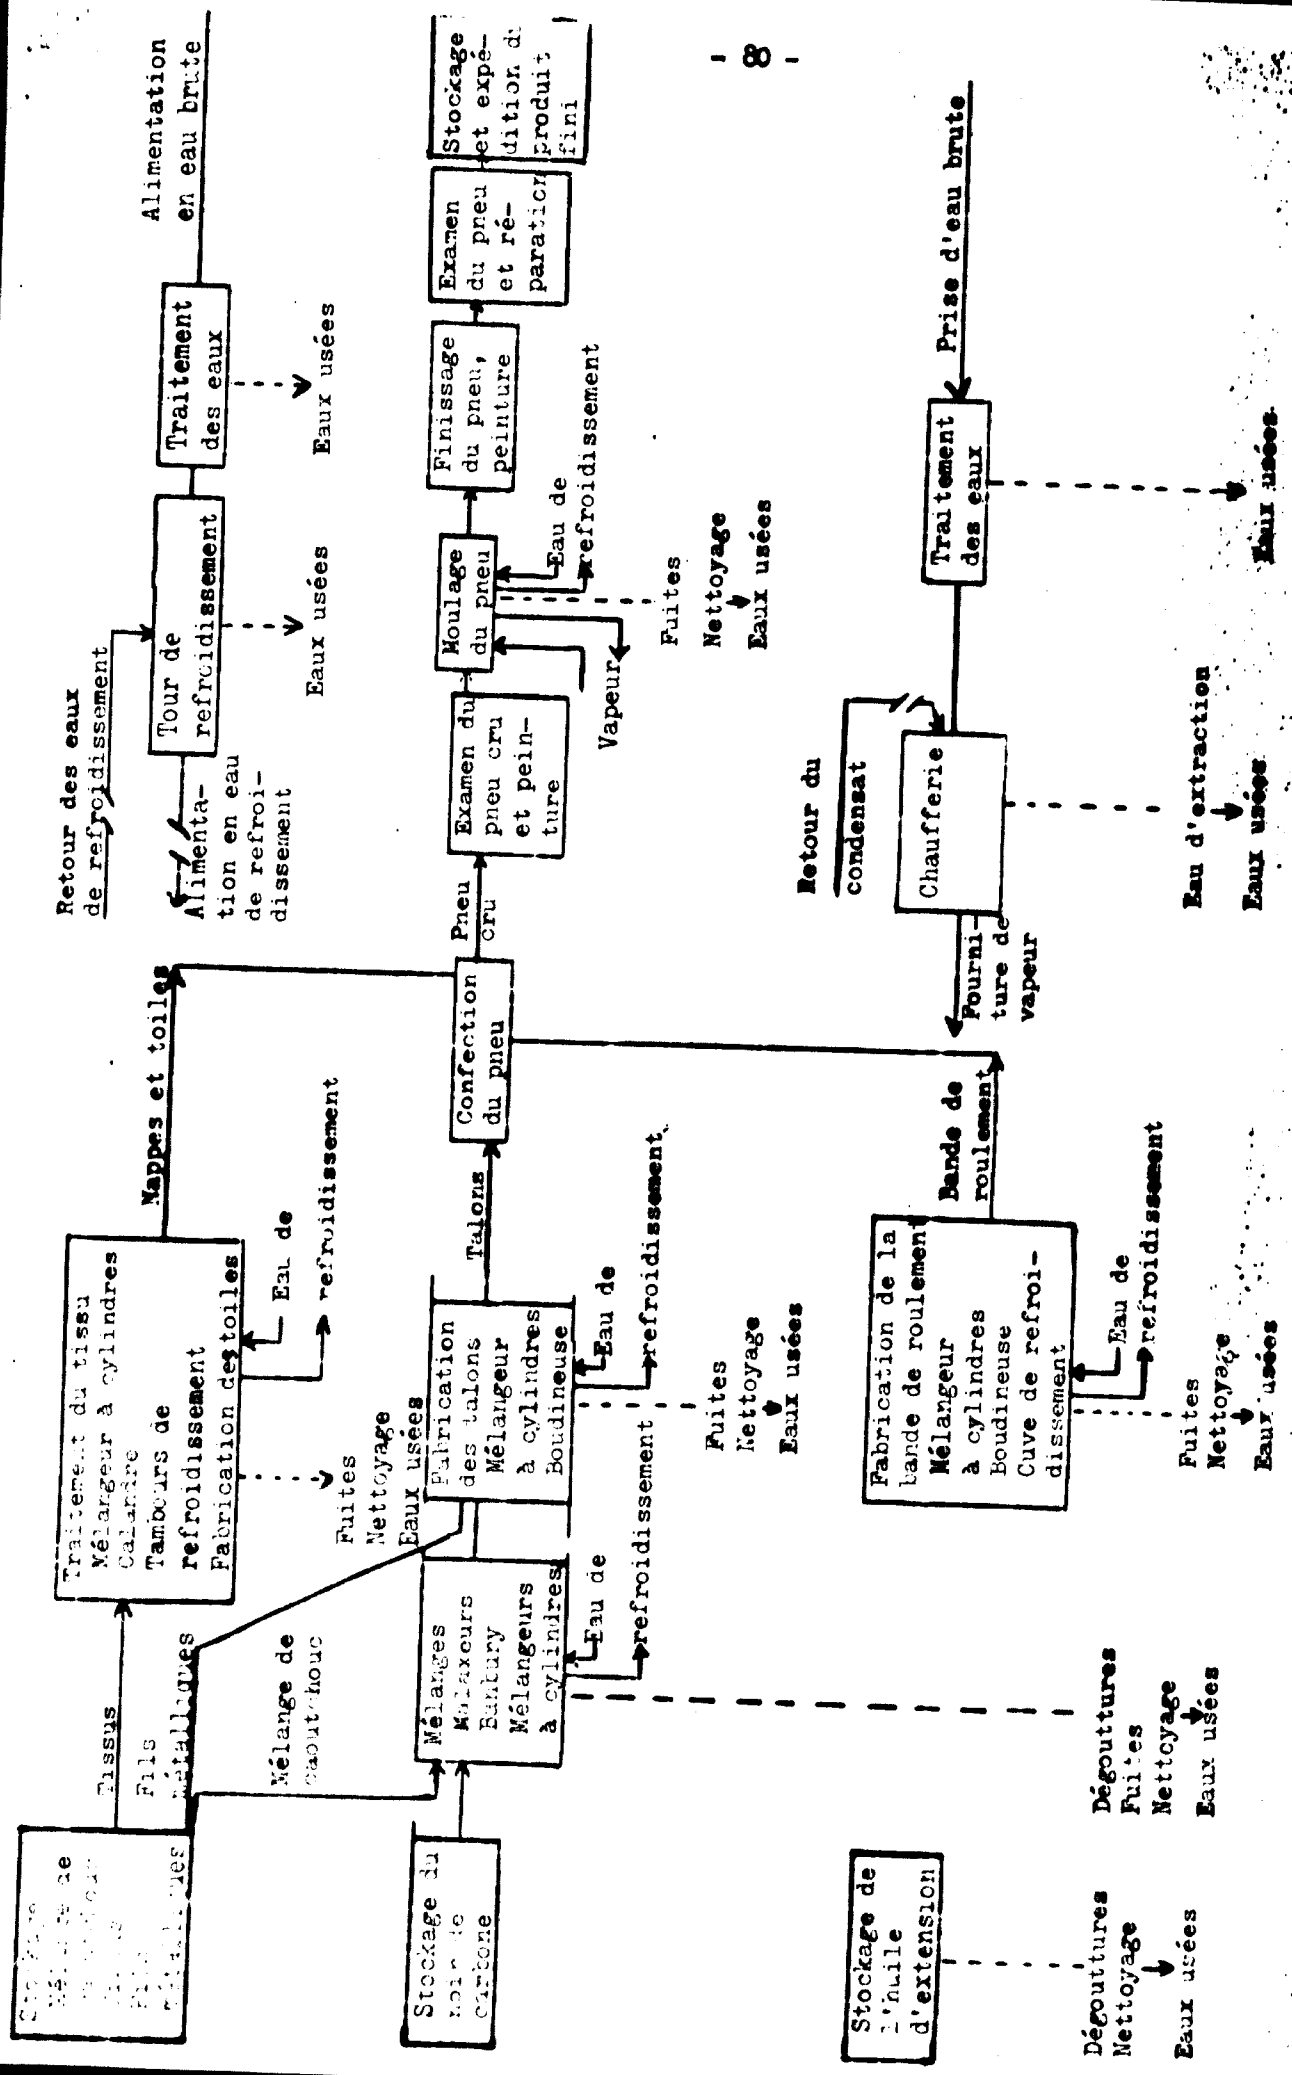 - 8 -
Stockage
Mélange de
Fils
métalliques
Tissus
Fils
métalliques
Mélange de
caoutchouc
Traitement du tissu
Mélangeur à cylindres
Calandre
Tambours de
refroidissement
Fabrication des toiles
Eau de
refroidissement
Fuites
Nettoyage
Eaux usées
Nappes et toiles
Retour des eaux
de refroidissement
Alimenta-
tion en eau
de refroi-
dissement
Tour de
refroidissement
Eaux usées
Traitement
des eaux
Eaux usées
Alimentation
en eau brute
Stockage du
noir de
carbone
Mélanges
Malaxeurs
Banbury
Mélangeurs
à cylindres
Eau de
refroidissement
Dégouttures
Fuites
Nettoyage
Eaux usées
Fabrication
des talons
Mélangeur
à cylindres
Boudineuse
Eau de
refroidissement
Fuites
Nettoyage
Eaux usées
Talons
Confection
du pneu
Pneu
cru
Examen du
pneu cru
et pein-
ture
Moulage
du pneu
Vapeur
Eau de
refroidissement
Fuites
Nettoyage
Eaux usées
Finissage
du pneu,
peinture
Examen
du pneu
et ré-
paration
Stockage
et expé-
dition du
produit
fini
Stockage de
l'huile
d'extension
Dégouttures
Nettoyage
Eaux usées
Fabrication de la
bande de roulement
Mélangeur
à cylindres
Boudineuse
Cuve de refroi-
dissement
Eau de
refroidissement
Fuites
Nettoyage
Eaux usées
Bande de
roulement
Fourni-
ture de
vapeur
Retour du
condensat
Chaufferie
Eau d'extraction
Eaux usées
Traitement
des eaux
Eaux usées
Prise d'eau brute